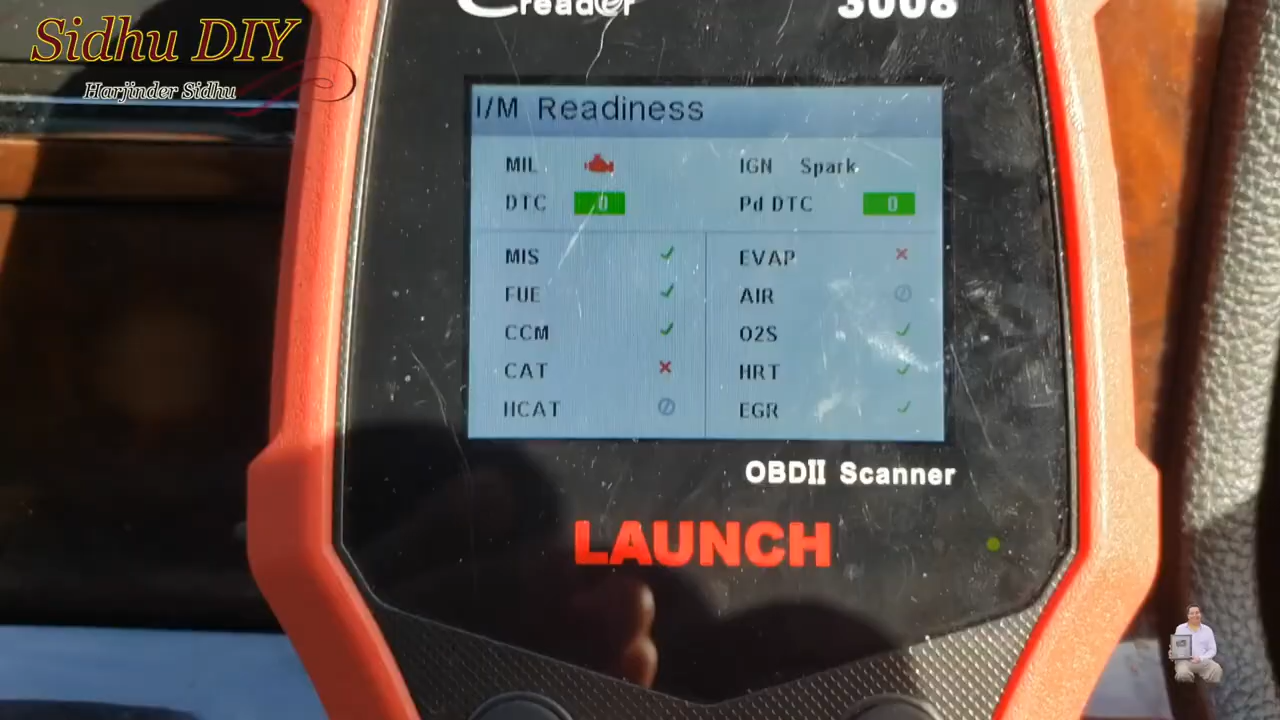 Sidhu DIY
Harjinder Sidhu
Creader 3008
I/M Readiness
MIL
IGN Spark
DTC 0
Pd DTC 0
MIS
EVAP
FUE
AIR
CCM
O2S
CAT
HRT
HCAT
EGR
OBDII Scanner
LAUNCH